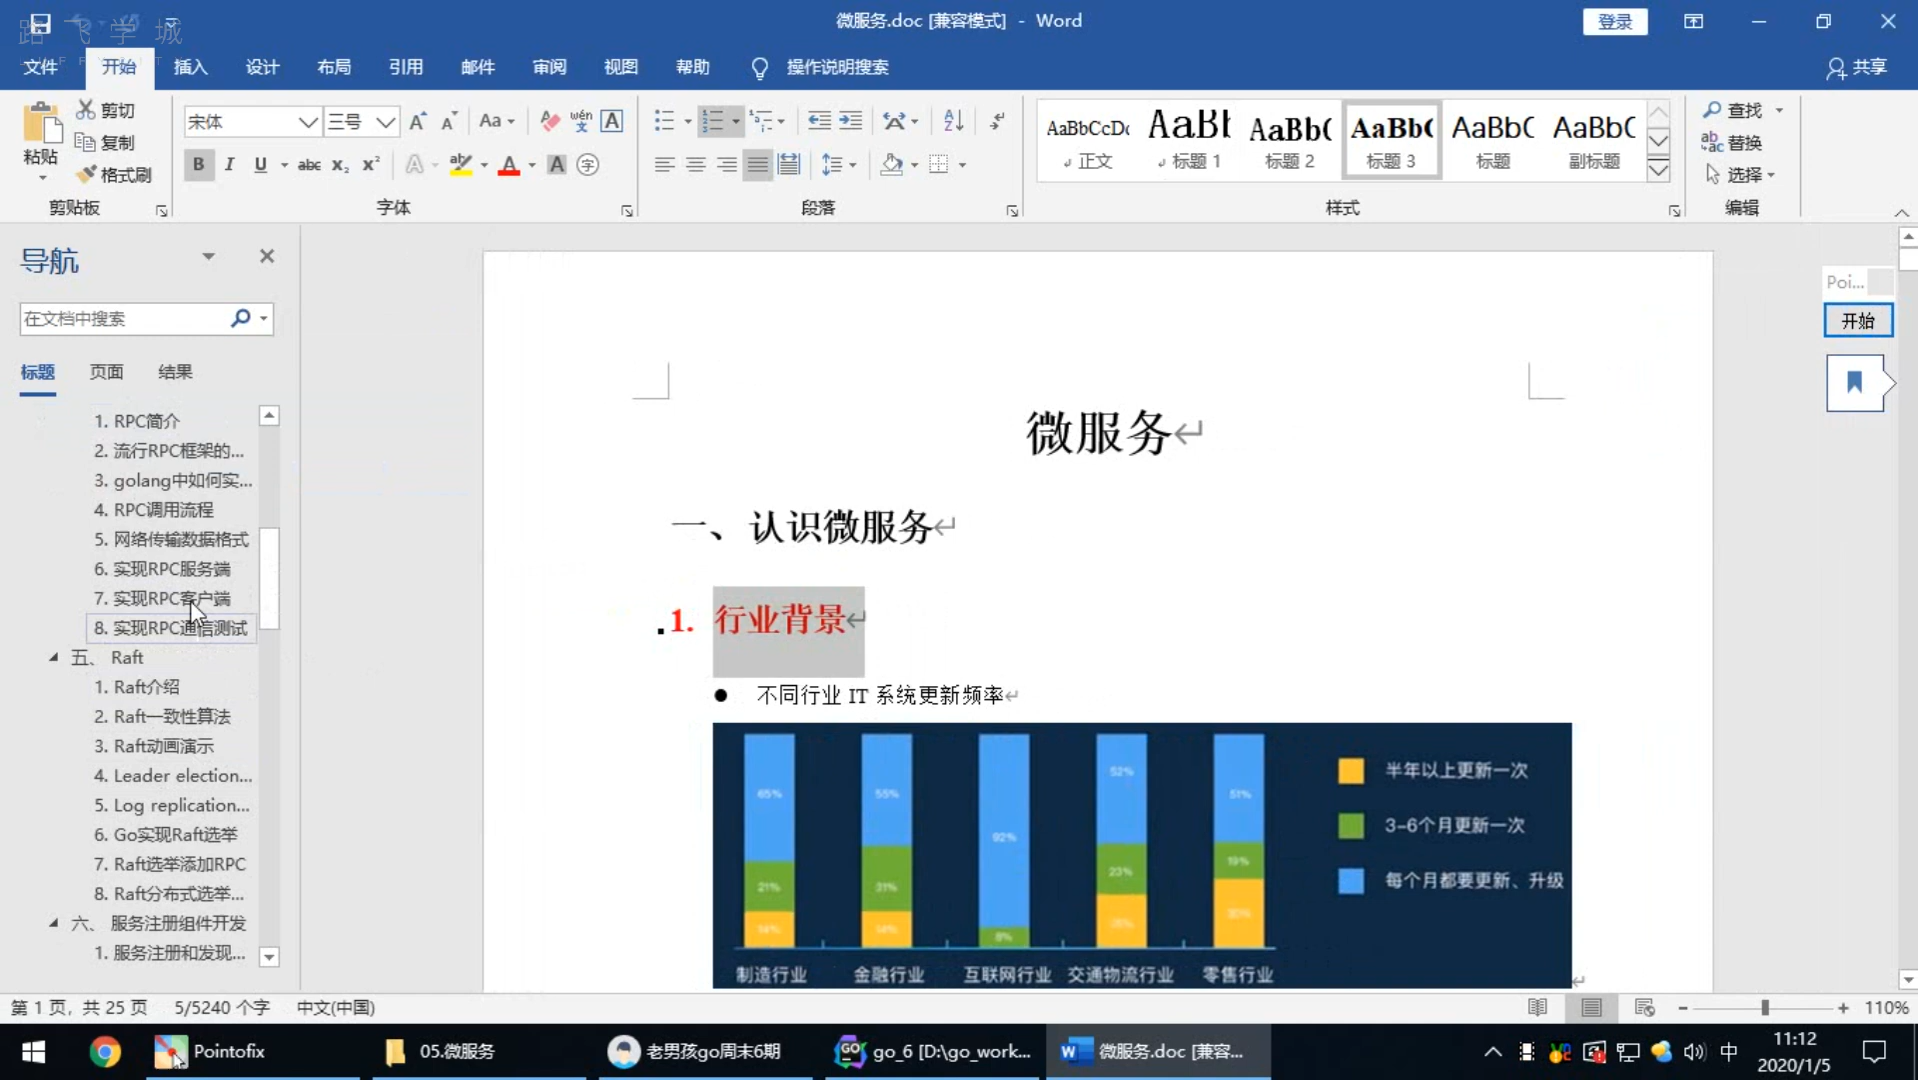 路飞学城
微服务.doc [兼容模式] - Word
登录
文件 开始 插入 设计 布局 引用 邮件 审阅 视图 帮助 操作说明搜索 共享
粘贴 剪切 复制 格式刷
宋体 三号
AaBbCcDc 正文
标题 1
AaBb( 标题 2
AaBb( 标题 3
AaBbC 标题
AaBbC 副标题
查找
替换
选择
剪贴板 字体 段落 样式 编辑
导航
在文档中搜索
标题 页面 结果
1. RPC简介
2. 流行RPC框架的...
3. golang中如何实...
4. RPC调用流程
5. 网络传输数据格式
6. 实现RPC服务端
7. 实现RPC客户端
8. 实现RPC通信测试
五、 Raft
1. Raft介绍
2. Raft一致性算法
3. Raft动画演示
4. Leader election...
5. Log replication...
6. Go实现Raft选举
7. Raft选举添加RPC
8. Raft分布式选举...
六、 服务注册组件开发
1. 服务注册和发现...
微服务
一、认识微服务
1. 行业背景
● 不同行业 IT 系统更新频率
65% 55% 92% 52% 51%
21% 31% 8% 23% 19%
制造行业 金融行业 互联网行业 交通物流行业 零售行业
半年以上更新一次
3-6个月更新一次
每个月都要更新、升级
Poi...
开始
第 1 页，共 25 页 5/5240 个字 中文(中国)
110%
Pointofix
05.微服务
老男孩go周末6期
go_6 [D:\go_work...
微服务.doc [兼容...
中
11:12
2020/1/5